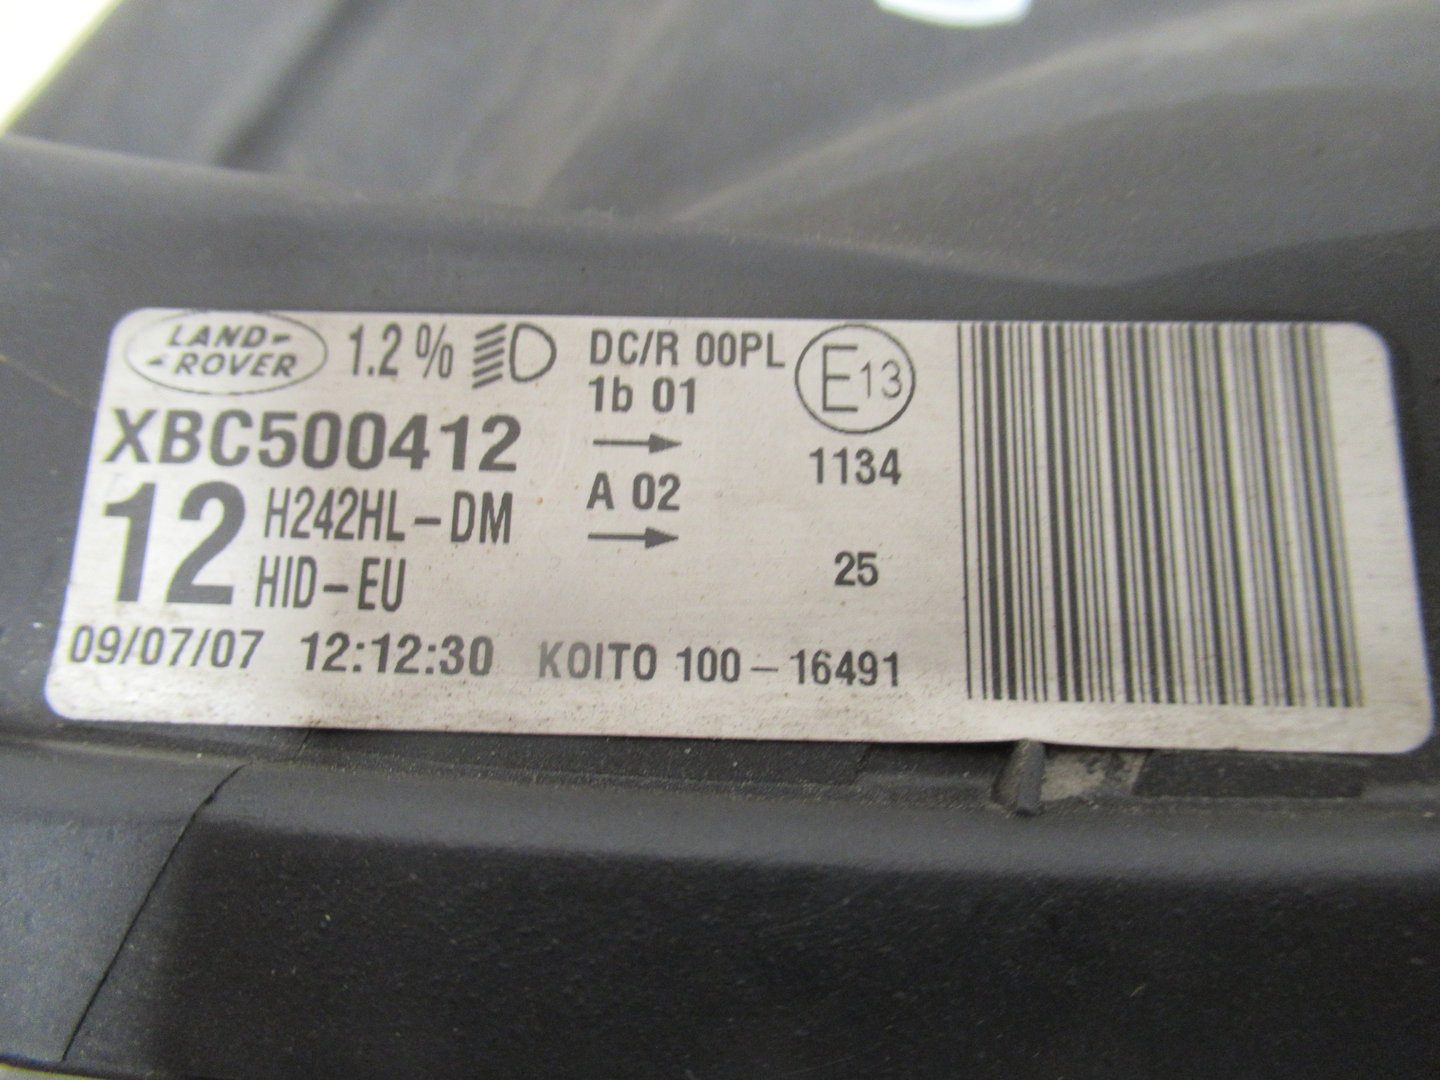 LAND-
-ROVER
1.2%
XBC500412
12 H242HL-DM
HID-EU
09/07/07 12:12:30 KOITO 100-16491
DC/R 00PL
1b 01
→
A 02
→
E13
1134
25